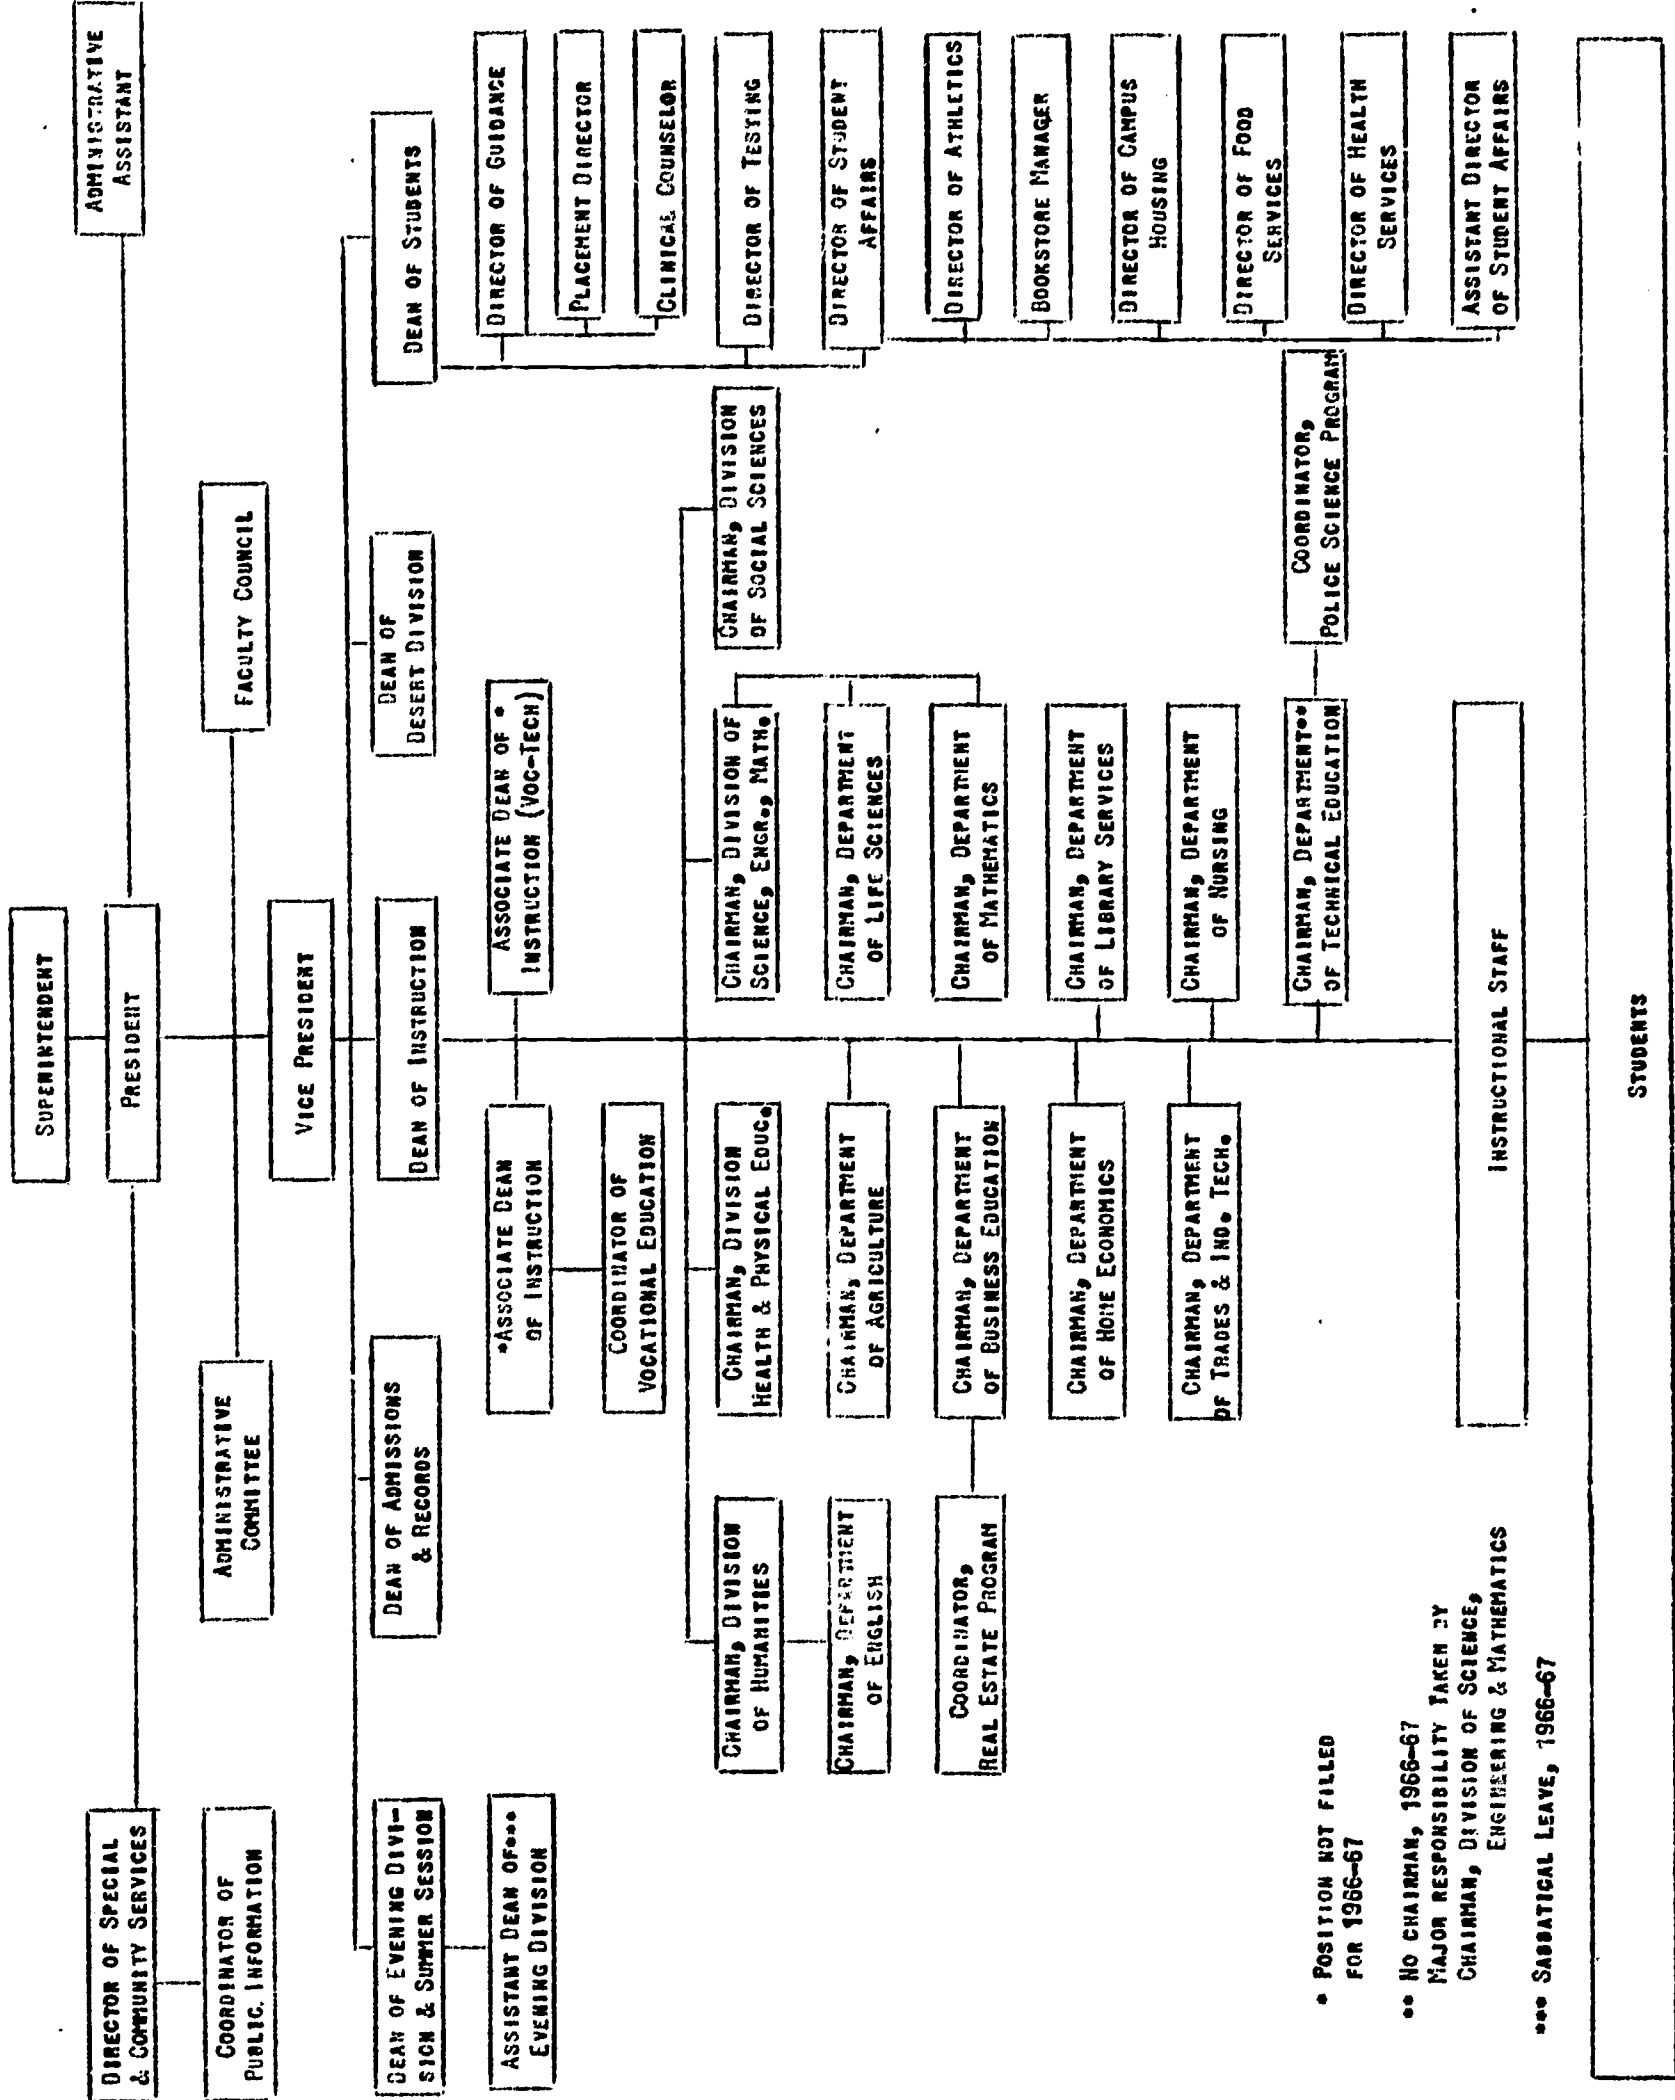 SUPERINTENDENT
PRESIDENT
DIRECTOR OF SPECIAL
& COMMUNITY SERVICES
ADMINISTRATIVE
ASSISTANT
COORDINATOR OF
PUBLIC INFORMATION
ADMINISTRATIVE
COMMITTEE
FACULTY COUNCIL
VICE PRESIDENT
DEAN OF EVENING DIVI-
SION & SUMMER SESSION
DEAN OF ADMISSIONS
& RECORDS
DEAN OF INSTRUCTION
DEAN OF
DESERT DIVISION
DEAN OF STUDENTS
ASSISTANT DEAN OF***
EVENING DIVISION
*ASSOCIATE DEAN
OF INSTRUCTION
ASSOCIATE DEAN OF *
INSTRUCTION (VOC-TECH)
COORDINATOR OF
VOCATIONAL EDUCATION
DIRECTOR OF GUIDANCE
PLACEMENT DIRECTOR
CLINICAL COUNSELOR
DIRECTOR OF TESTING
DIRECTOR OF STUDENT
AFFAIRS
DIRECTOR OF ATHLETICS
BOOKSTORE MANAGER
DIRECTOR OF CAMPUS
HOUSING
DIRECTOR OF FOOD
SERVICES
DIRECTOR OF HEALTH
SERVICES
ASSISTANT DIRECTOR
OF STUDENT AFFAIRS
CHAIRMAN, DIVISION
OF HUMANITIES
CHAIRMAN, DIVISION
HEALTH & PHYSICAL EDUC.
CHAIRMAN, DIVISION OF
SCIENCE, ENGR., MATH.
CHAIRMAN, DIVISION
OF SOCIAL SCIENCES
CHAIRMAN, DEPARTMENT
OF ENGLISH
CHAIRMAN, DEPARTMENT
OF AGRICULTURE
CHAIRMAN, DEPARTMENT
OF LIFE SCIENCES
COORDINATOR,
REAL ESTATE PROGRAM
CHAIRMAN, DEPARTMENT
OF BUSINESS EDUCATION
CHAIRMAN, DEPARTMENT
OF MATHEMATICS
CHAIRMAN, DEPARTMENT
OF HOME ECONOMICS
CHAIRMAN, DEPARTMENT
OF LIBRARY SERVICES
CHAIRMAN, DEPARTMENT
OF TRADES & IND. TECH.
CHAIRMAN, DEPARTMENT
OF NURSING
CHAIRMAN, DEPARTMENT**
OF TECHNICAL EDUCATION
COORDINATOR,
POLICE SCIENCE PROGRAM
* POSITION NOT FILLED
FOR 1966-67
** NO CHAIRMAN, 1966-67
MAJOR RESPONSIBILITY TAKEN BY
CHAIRMAN, DIVISION OF SCIENCE,
ENGINEERING & MATHEMATICS
*** SABBATICAL LEAVE, 1966-67
INSTRUCTIONAL STAFF
STUDENTS